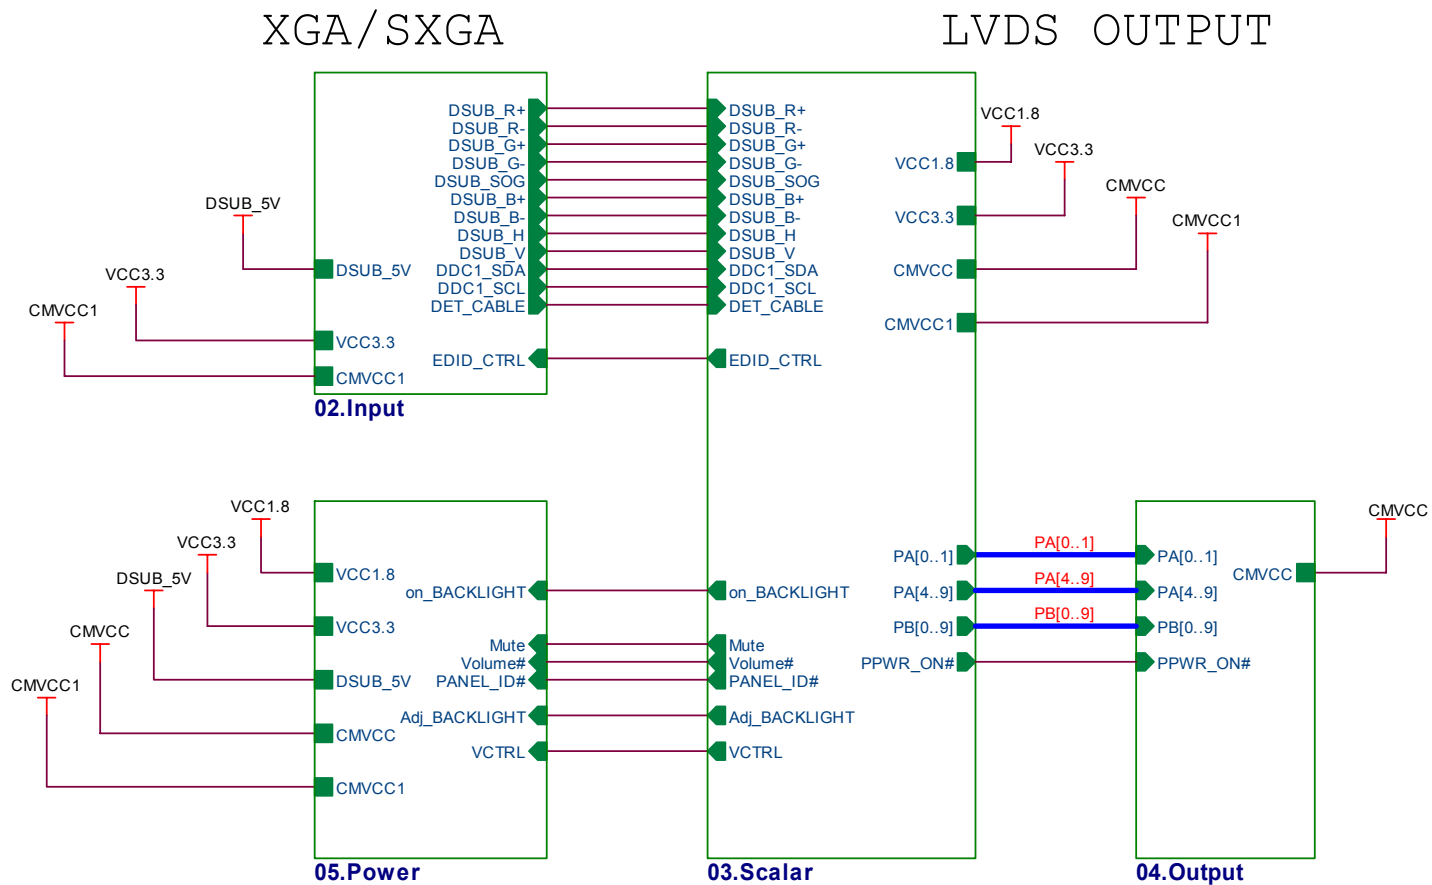 XGA/SXGA
LVDS OUTPUT
DSUB_5V
VCC3.3
CMVCC1
DSUB_5V
VCC3.3
CMVCC1
DSUB_R+
DSUB_R-
DSUB_G+
DSUB_G-
DSUB_SOG
DSUB_B+
DSUB_B-
DSUB_H
DSUB_V
DDC1_SDA
DDC1_SCL
DET_CABLE
EDID_CTRL
02.Input
DSUB_R+
DSUB_R-
DSUB_G+
DSUB_G-
DSUB_SOG
DSUB_B+
DSUB_B-
DSUB_H
DSUB_V
DDC1_SDA
DDC1_SCL
DET_CABLE
EDID_CTRL
VCC1.8
VCC3.3
CMVCC
CMVCC1
VCC1.8
VCC3.3
CMVCC
CMVCC1
VCC1.8
VCC3.3
DSUB_5V
CMVCC
CMVCC1
VCC1.8
VCC3.3
DSUB_5V
CMVCC
CMVCC1
on_BACKLIGHT
Mute
Volume#
PANEL_ID#
Adj_BACKLIGHT
VCTRL
05.Power
on_BACKLIGHT
Mute
Volume#
PANEL_ID#
Adj_BACKLIGHT
VCTRL
PA[0..1]
PA[4..9]
PB[0..9]
PPWR_ON#
03.Scalar
PA[0..1]
PA[4..9]
PB[0..9]
PA[0..1]
PA[4..9]
PB[0..9]
PPWR_ON#
CMVCC
CMVCC
04.Output